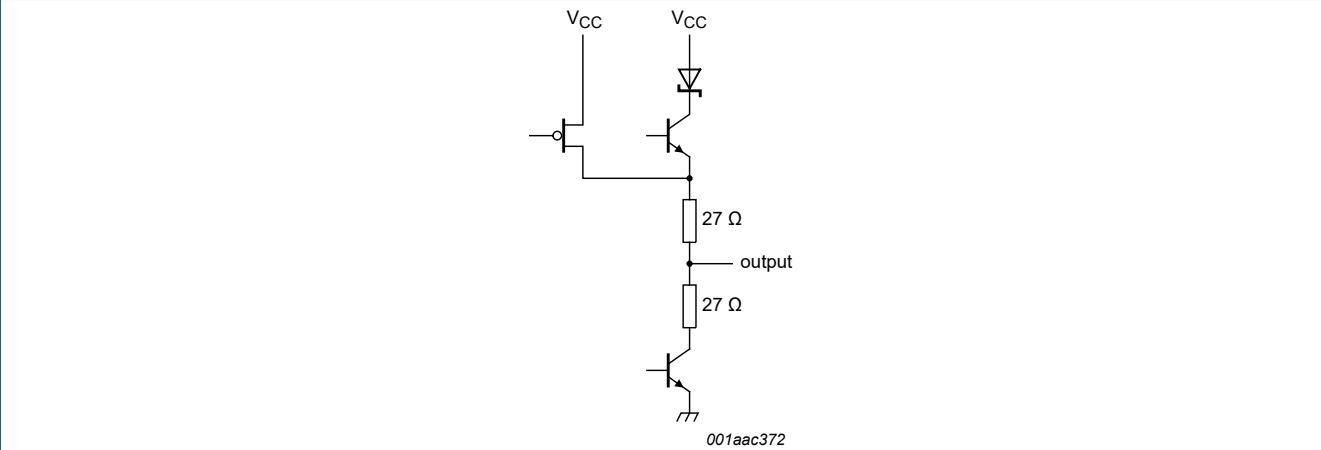 VCC VCC
27 Ω
output
27 Ω
001aac372